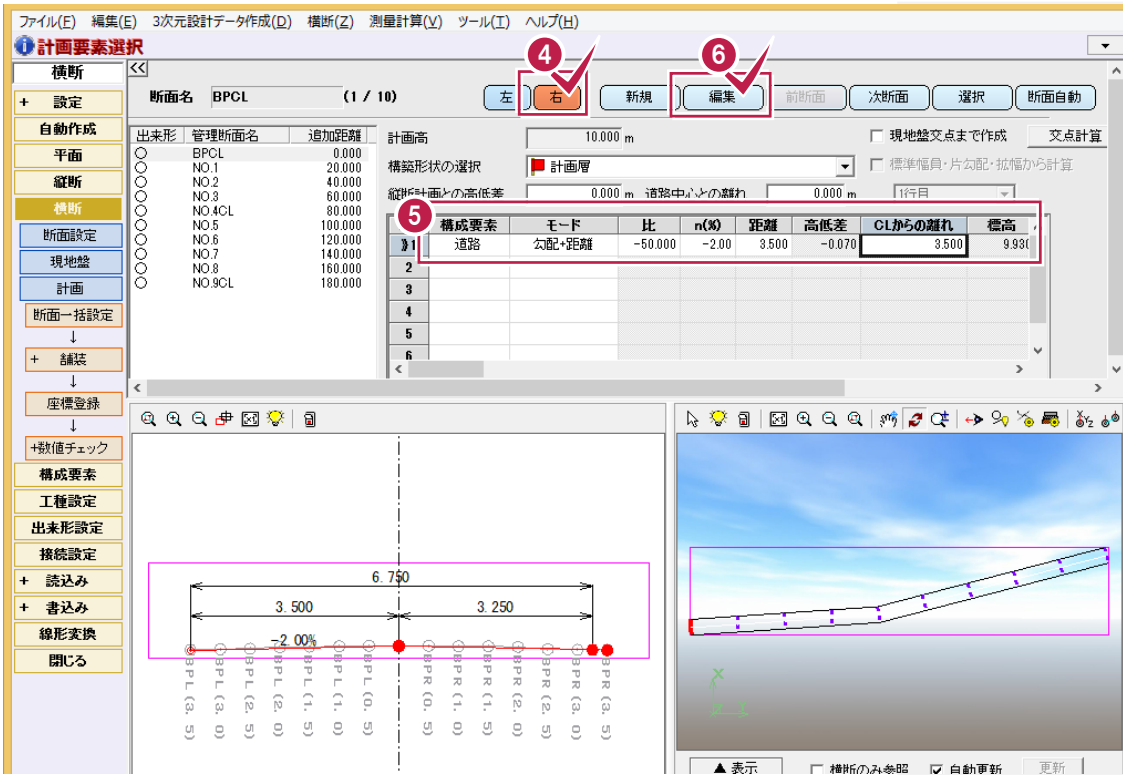 ファイル(F) 編集(E) 3次元設計データ作成(D) 横断(Z) 測量計算(V) ツール(T) ヘルプ(H)
計画要素選択
横断
+ 設定
自動作成
平面
縦断
横断
断面設定
現地盤
計画
断面一括設定
↓
+ 舗装
↓
座標登録
↓
+数値チェック
構成要素
工種設定
出来形設定
接続設定
+ 読込み
+ 書込み
線形変換
閉じる
<<
4
6
断面名 BPCL (1 / 10) 左 右 新規 編集 前断面 次断面 選択 断面自動
出来形 管理断面名 追加距離
BPCL 0.000
NO.1 20.000
NO.2 40.000
NO.3 60.000
NO.4CL 80.000
NO.5 100.000
NO.6 120.000
NO.7 140.000
NO.8 160.000
NO.9CL 180.000
計画高 10.000 m 現地盤交点まで作成 交点計算
構築形状の選択 計画層 標準幅員・片勾配・拡幅から計算
縦断計画との高低差 0.000 m 道路中心との離れ 0.000 m 1行目
5
構成要素 モード 比 n(%) 距離 高低差 CLからの離れ 標高
1 道路 勾配+距離 -50.000 -2.00 3.500 -0.070 3.500 9.930
2
3
4
5
6
6.750
3.500 3.250
-2.00%
BPL(3.5)
BPL(3.0)
BPL(2.5)
BPL(2.0)
BPL(1.5)
BPL(1.0)
BPL(0.5)
BPR(0.5)
BPR(1.0)
BPR(1.5)
BPR(2.0)
BPR(2.5)
BPR(3.0)
BPR(3.5)
X
Z
▲ 表示 横断のみ参照 自動更新 更新